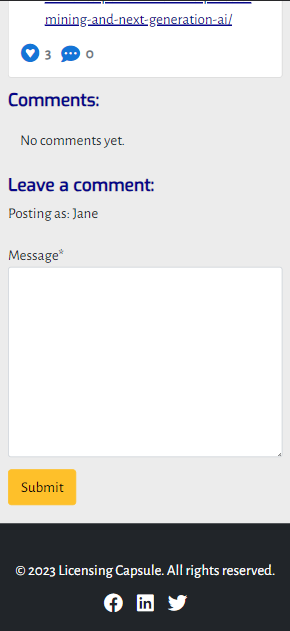 mining-and-next-generation-ai/
3 0
Comments:
No comments yet.
Leave a comment:
Posting as: Jane
Message*
Submit
© 2023 Licensing Capsule. All rights reserved.